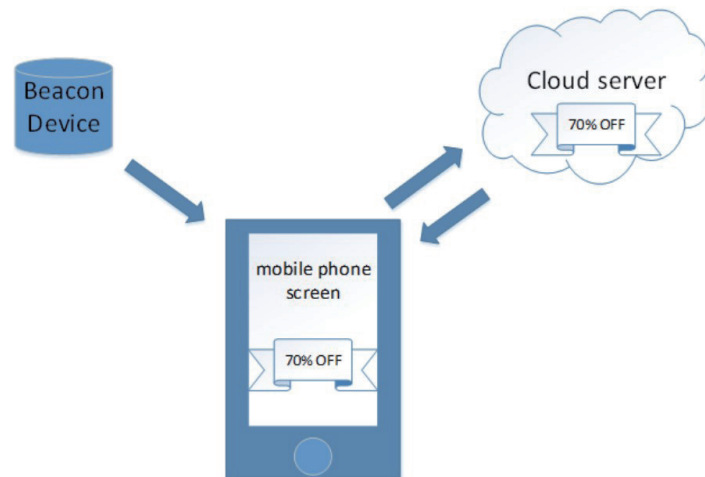 Beacon
Device
Cloud server
70% OFF
mobile phone
screen
70% OFF